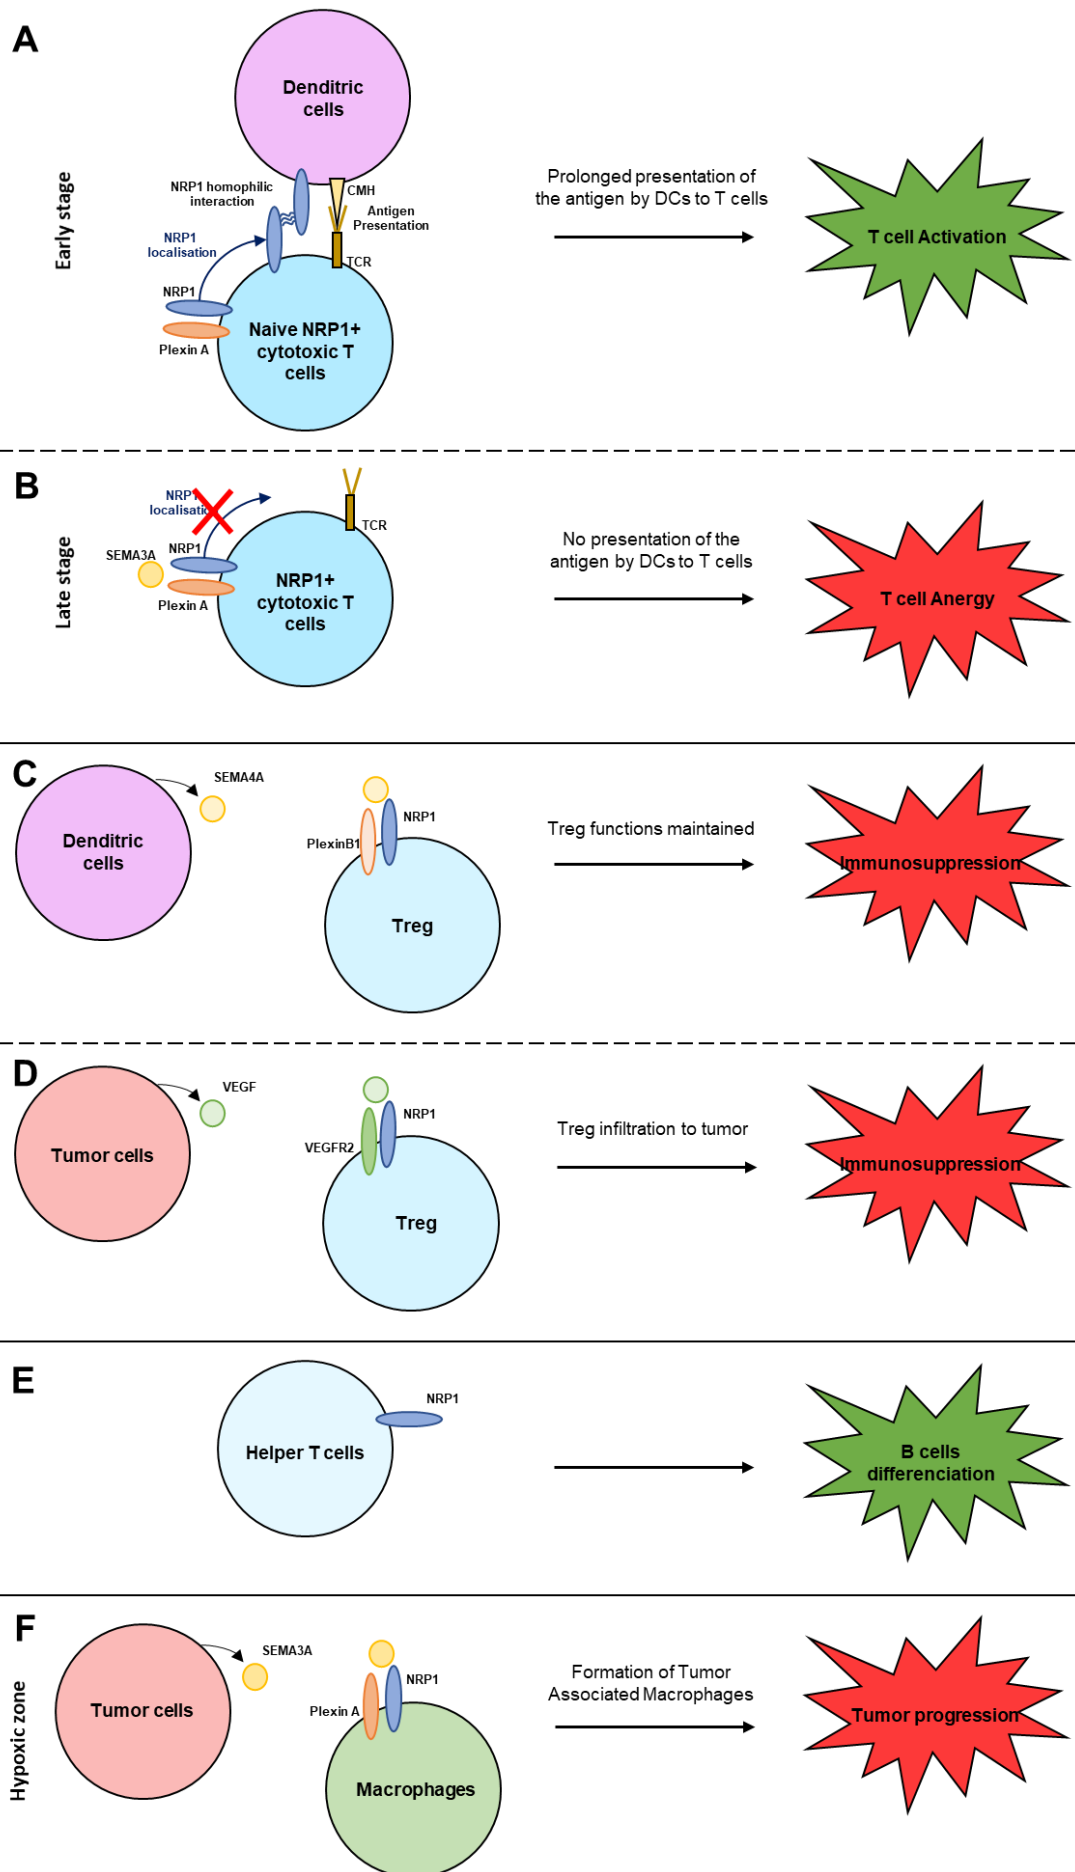 A
Early stage
Denditric
cells
NRP1 homophilic
interaction
CMH
Antigen
Presentation
NRP1
localisation
TCR
NRP1
Plexin A
Naive NRP1+
cytotoxic T
cells
Prolonged presentation of
the antigen by DCs to T cells
T cell Activation
B
Late stage
NRP1
localisation
TCR
SEMA3A
NRP1
Plexin A
NRP1+
cytotoxic T
cells
No presentation of the
antigen by DCs to T cells
T cell Anergy
C
Denditric
cells
SEMA4A
NRP1
PlexinB1
Treg
Treg functions maintained
Immunosuppression
D
Tumor cells
VEGF
NRP1
VEGFR2
Treg
Treg infiltration to tumor
Immunosuppression
E
Helper T cells
NRP1
B cells
differenciation
F
Hypoxic zone
Tumor cells
SEMA3A
NRP1
Plexin A
Macrophages
Formation of Tumor
Associated Macrophages
Tumor progression